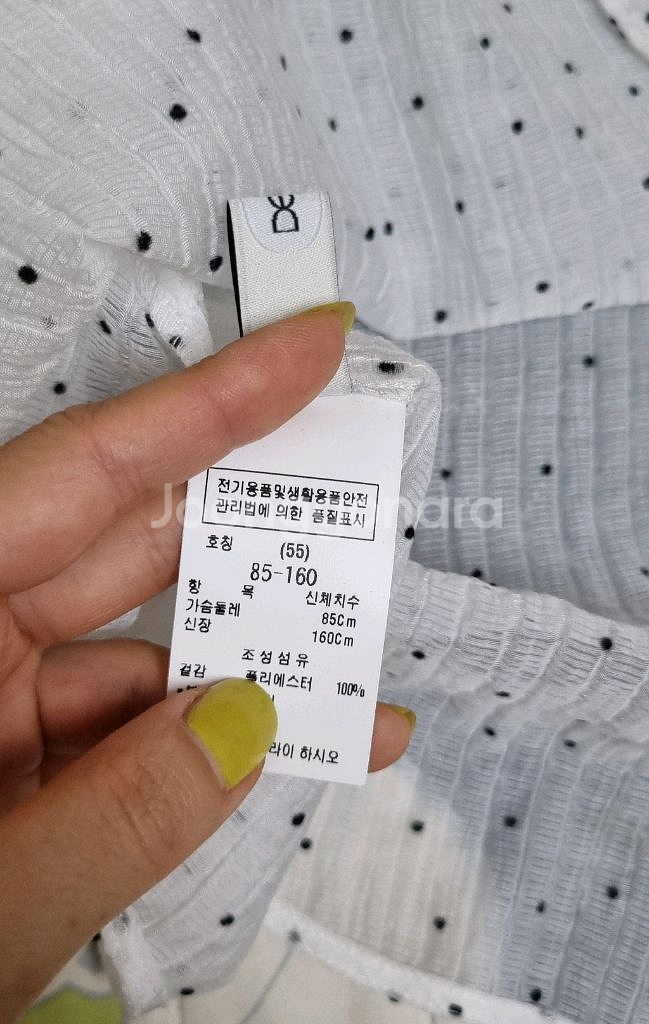 De
전기용품및생활용품안전
관리법에 의한 품질표시
호칭 (55)
85-160
항 목 신체치수
가슴둘레 85Cm
신장 160Cm
조성섬유
겉감 폴리에스터 100%
라이 하시오
Joongonara